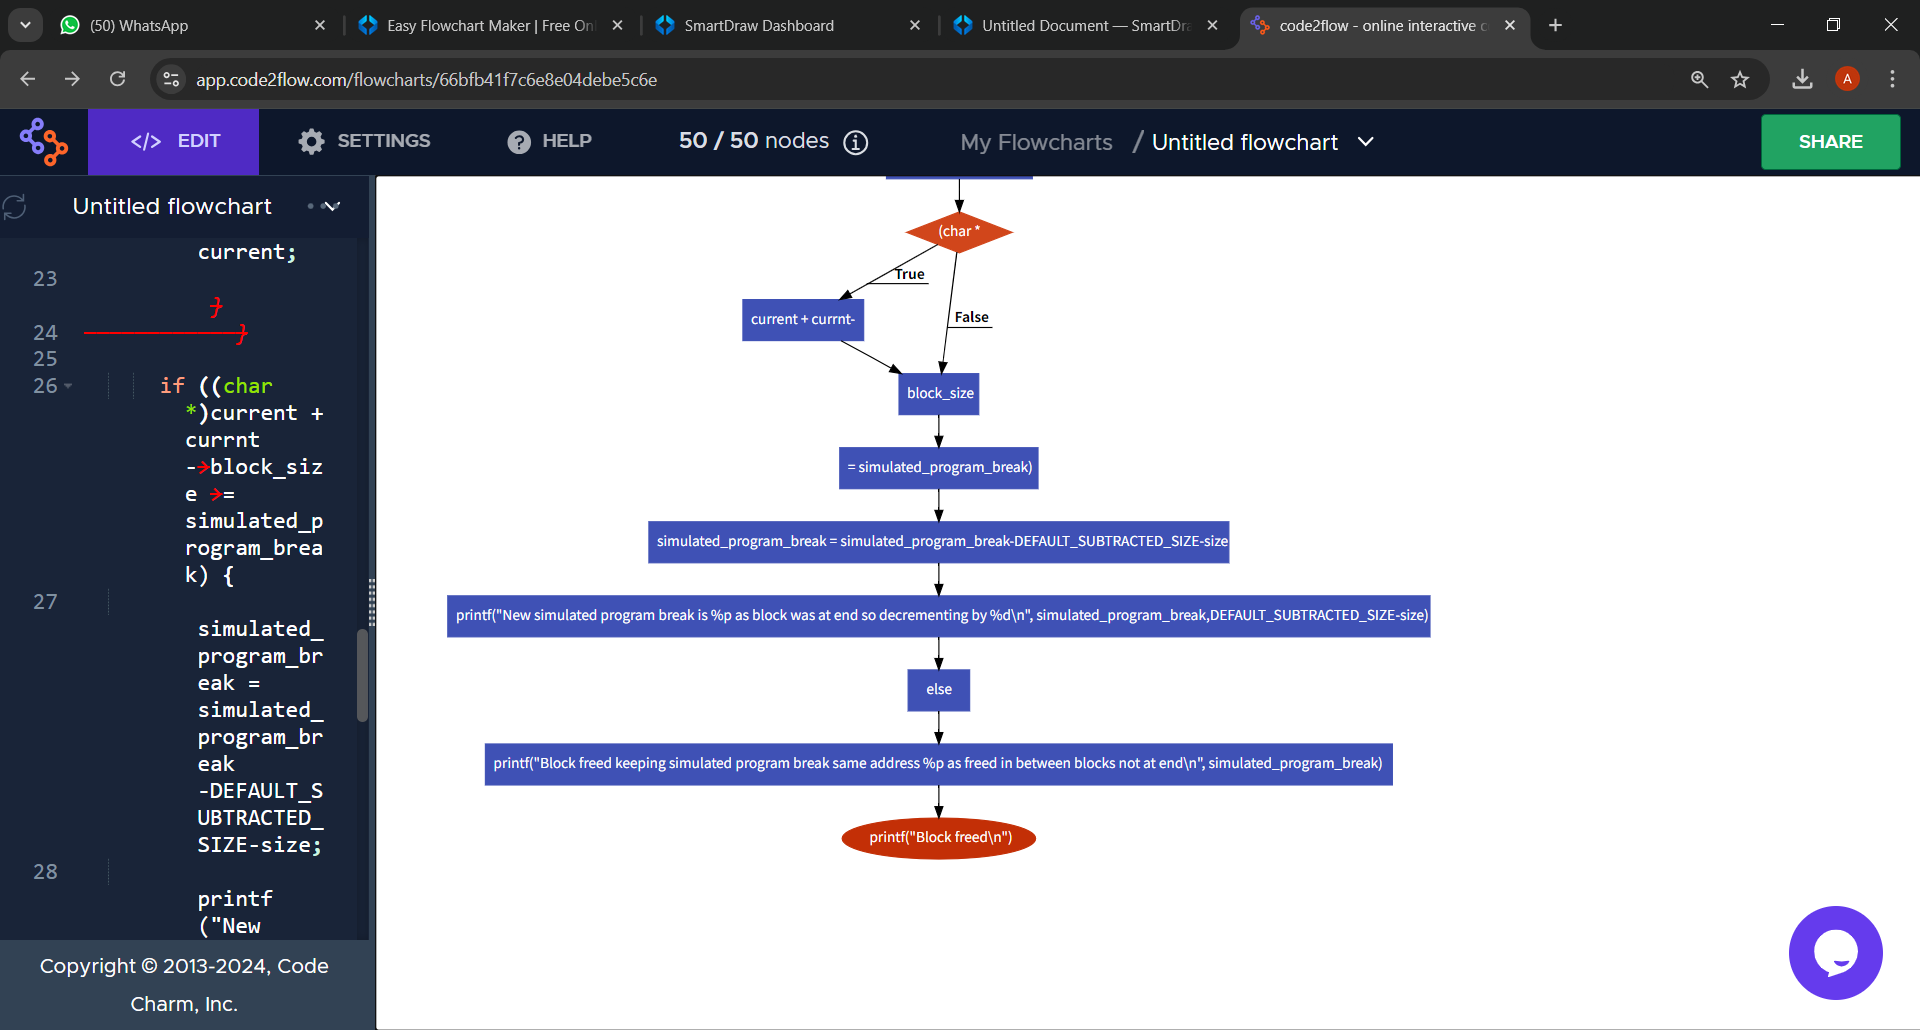 (50) WhatsApp
Easy Flowchart Maker | Free Onl
SmartDraw Dashboard
Untitled Document — SmartDra
code2flow - online interactive c
app.code2flow.com/flowcharts/66bfb41f7c6e8e04debe5c6e
A
</> EDIT
SETTINGS
? HELP
50 / 50 nodes
My Flowcharts / Untitled flowchart
SHARE
Untitled flowchart
current;
23
}
24 }
25
26 if ((char
*)current +
currnt
->block_siz
e >=
simulated_p
rogram_brea
k) {
27
simulated_
program_br
eak =
simulated_
program_br
eak
-DEFAULT_S
UBTRACTED_
SIZE-size;
28
printf
("New
Copyright © 2013-2024, Code
Charm, Inc.
(char *
True
current + currnt-
False
block_size
= simulated_program_break)
simulated_program_break = simulated_program_break-DEFAULT_SUBTRACTED_SIZE-size
printf("New simulated program break is %p as block was at end so decrementing by %d\n", simulated_program_break,DEFAULT_SUBTRACTED_SIZE-size)
else
printf("Block freed keeping simulated program break same address %p as freed in between blocks not at end\n", simulated_program_break)
printf("Block freed\n")